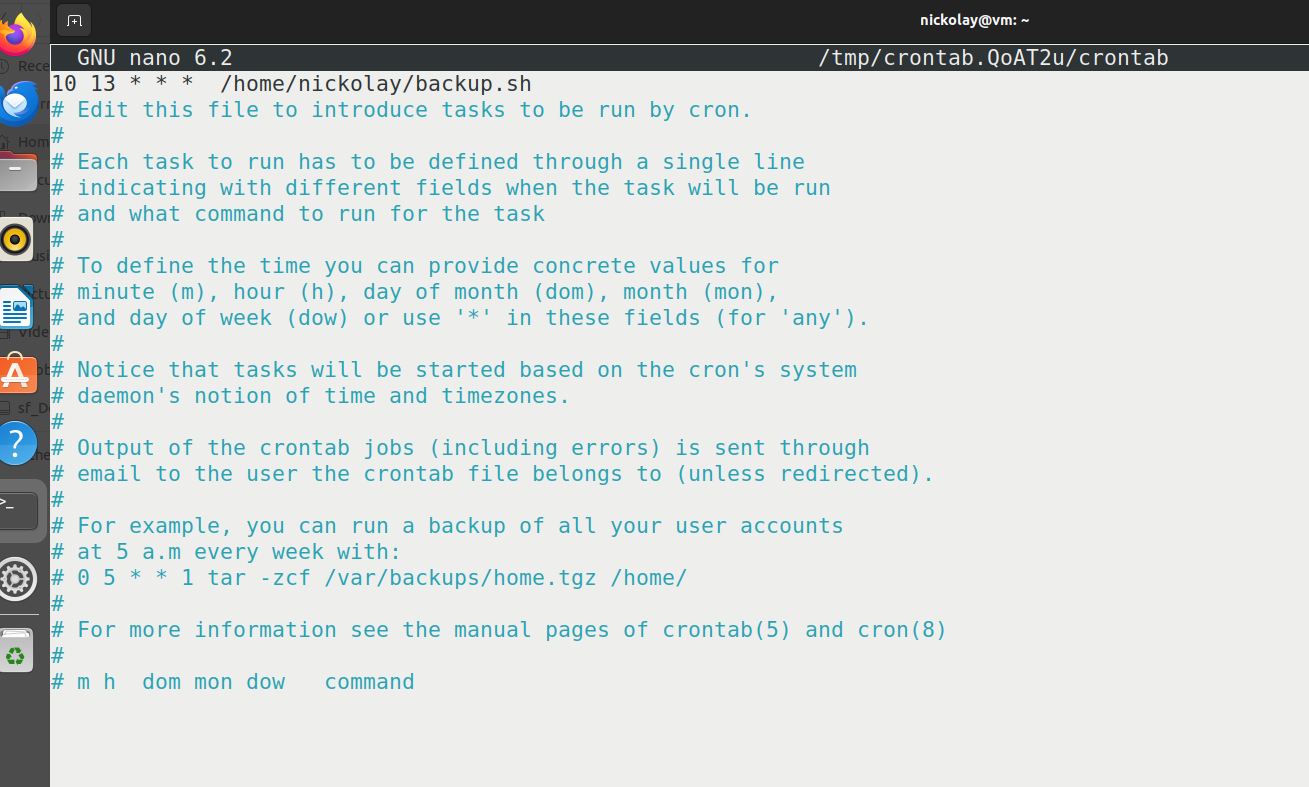 nickolay@vm: ~
GNU nano 6.2 /tmp/crontab.QoAT2u/crontab
10 13 * * *  /home/nickolay/backup.sh
# Edit this file to introduce tasks to be run by cron.
#
# Each task to run has to be defined through a single line
# indicating with different fields when the task will be run
# and what command to run for the task
#
# To define the time you can provide concrete values for
# minute (m), hour (h), day of month (dom), month (mon),
# and day of week (dow) or use '*' in these fields (for 'any').
#
# Notice that tasks will be started based on the cron's system
# daemon's notion of time and timezones.
#
# Output of the crontab jobs (including errors) is sent through
# email to the user the crontab file belongs to (unless redirected).
#
# For example, you can run a backup of all your user accounts
# at 5 a.m every week with:
# 0 5 * * 1 tar -zcf /var/backups/home.tgz /home/
#
# For more information see the manual pages of crontab(5) and cron(8)
#
# m h  dom mon dow   command